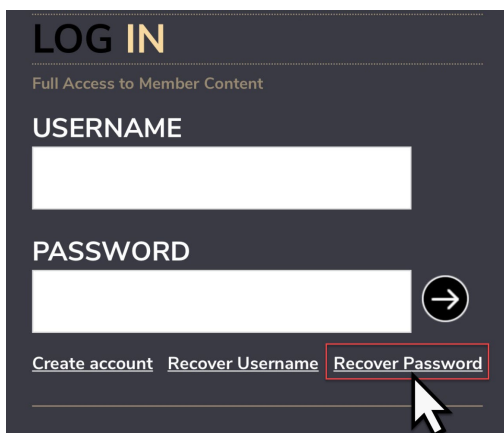 LOG IN
Full Access to Member Content
USERNAME
PASSWORD
Create account Recover Username Recover Password